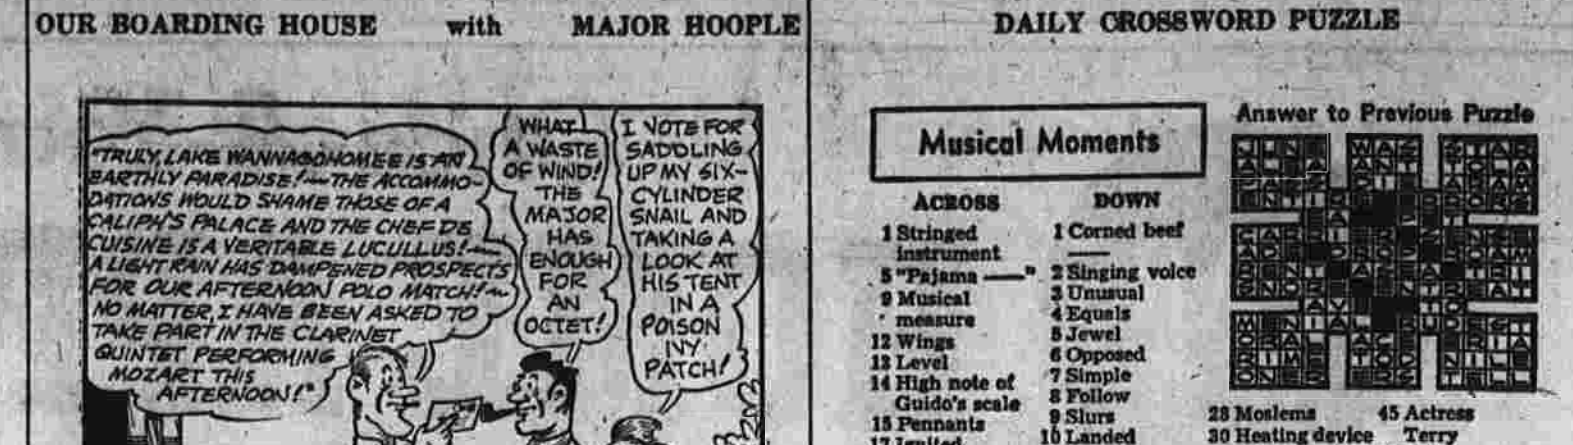 OUR BOARDING HOUSE with MAJOR HOOPLE
"TRULY, LAKE WANNAGOHOMEE IS AN
EARTHLY PARADISE!—THE ACCOMMO-
DATIONS WOULD SHAME THOSE OF A
CALIPH'S PALACE AND THE CHEF DE
CUISINE IS A VERITABLE LUCULLUS!—
A LIGHT RAIN HAS DAMPENED PROSPECTS
FOR OUR AFTERNOON POLO MATCH!—
NO MATTER, I HAVE BEEN ASKED TO
TAKE PART IN THE CLARINET
QUINTET PERFORMING
MOZART THIS
AFTERNOON!"
WHAT
A WASTE
OF WIND!
THE
MAJOR
HAS
ENOUGH
FOR
AN
OCTET!
I VOTE FOR
SADDLING
UP MY SIX-
CYLINDER
SNAIL AND
TAKING A
LOOK AT
HIS TENT
IN A
POISON
IVY
PATCH!
DAILY CROSSWORD PUZZLE
Musical Moments
ACROSS
1 Stringed
instrument
5 "Pajama —"
9 Musical
measure
12 Wings
13 Level
14 High note of
Guido's scale
15 Pennants
17 Ignited
DOWN
1 Corned beef
—
2 Singing voice
3 Unusual
4 Equals
5 Jewel
6 Opposed
7 Simple
8 Follow
9 Slurs
10 Landed
Answer to Previous Puzzle
28 Moslems
30 Heating device
45 Actress
Terry